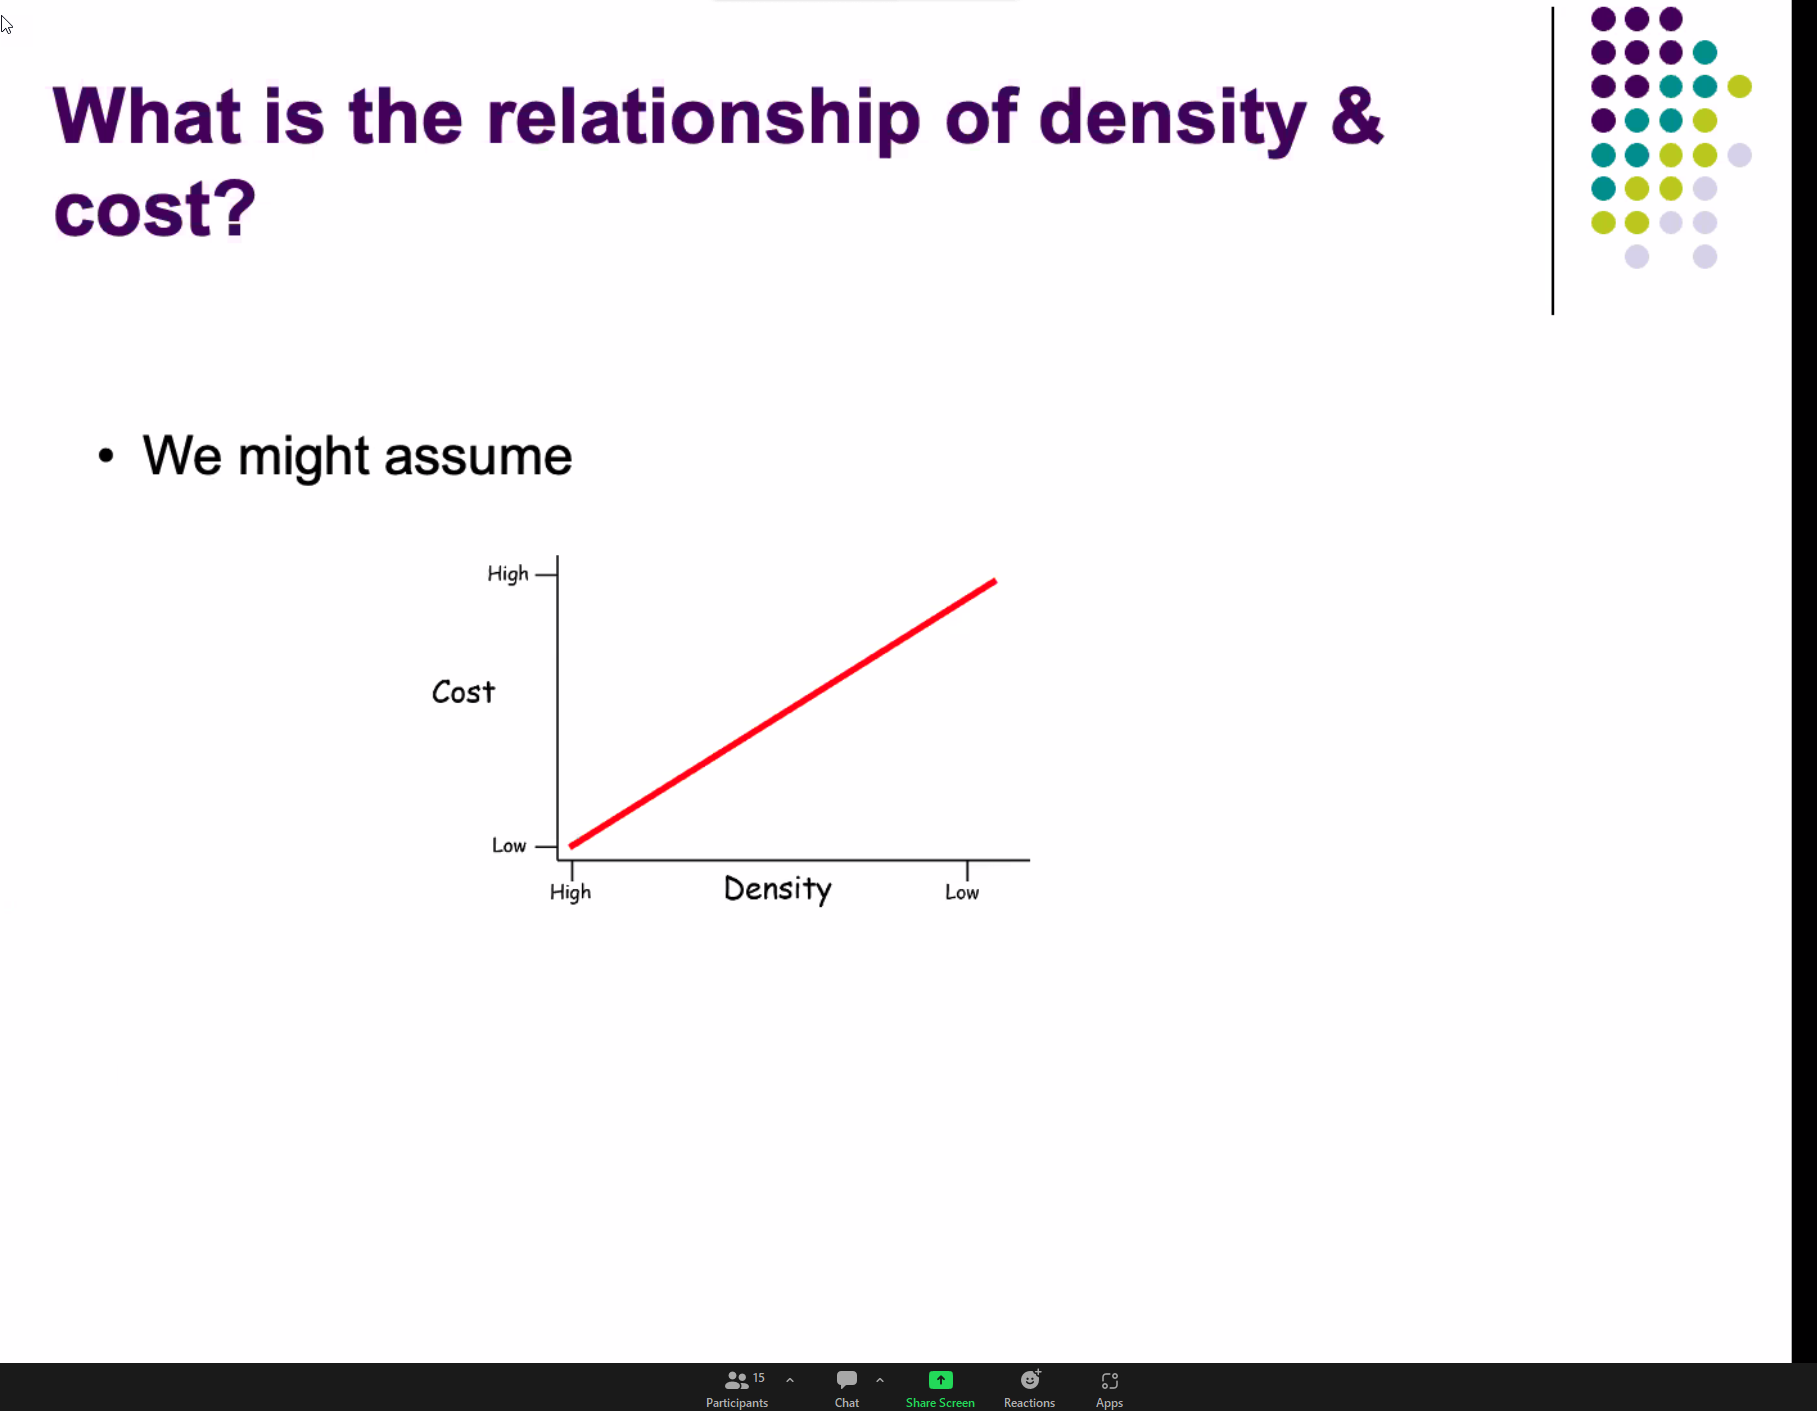 What is the relationship of density &
cost?
• We might assume
High
Cost
Low
High
Density
Low
15
Participants
Chat
Share Screen
Reactions
Apps